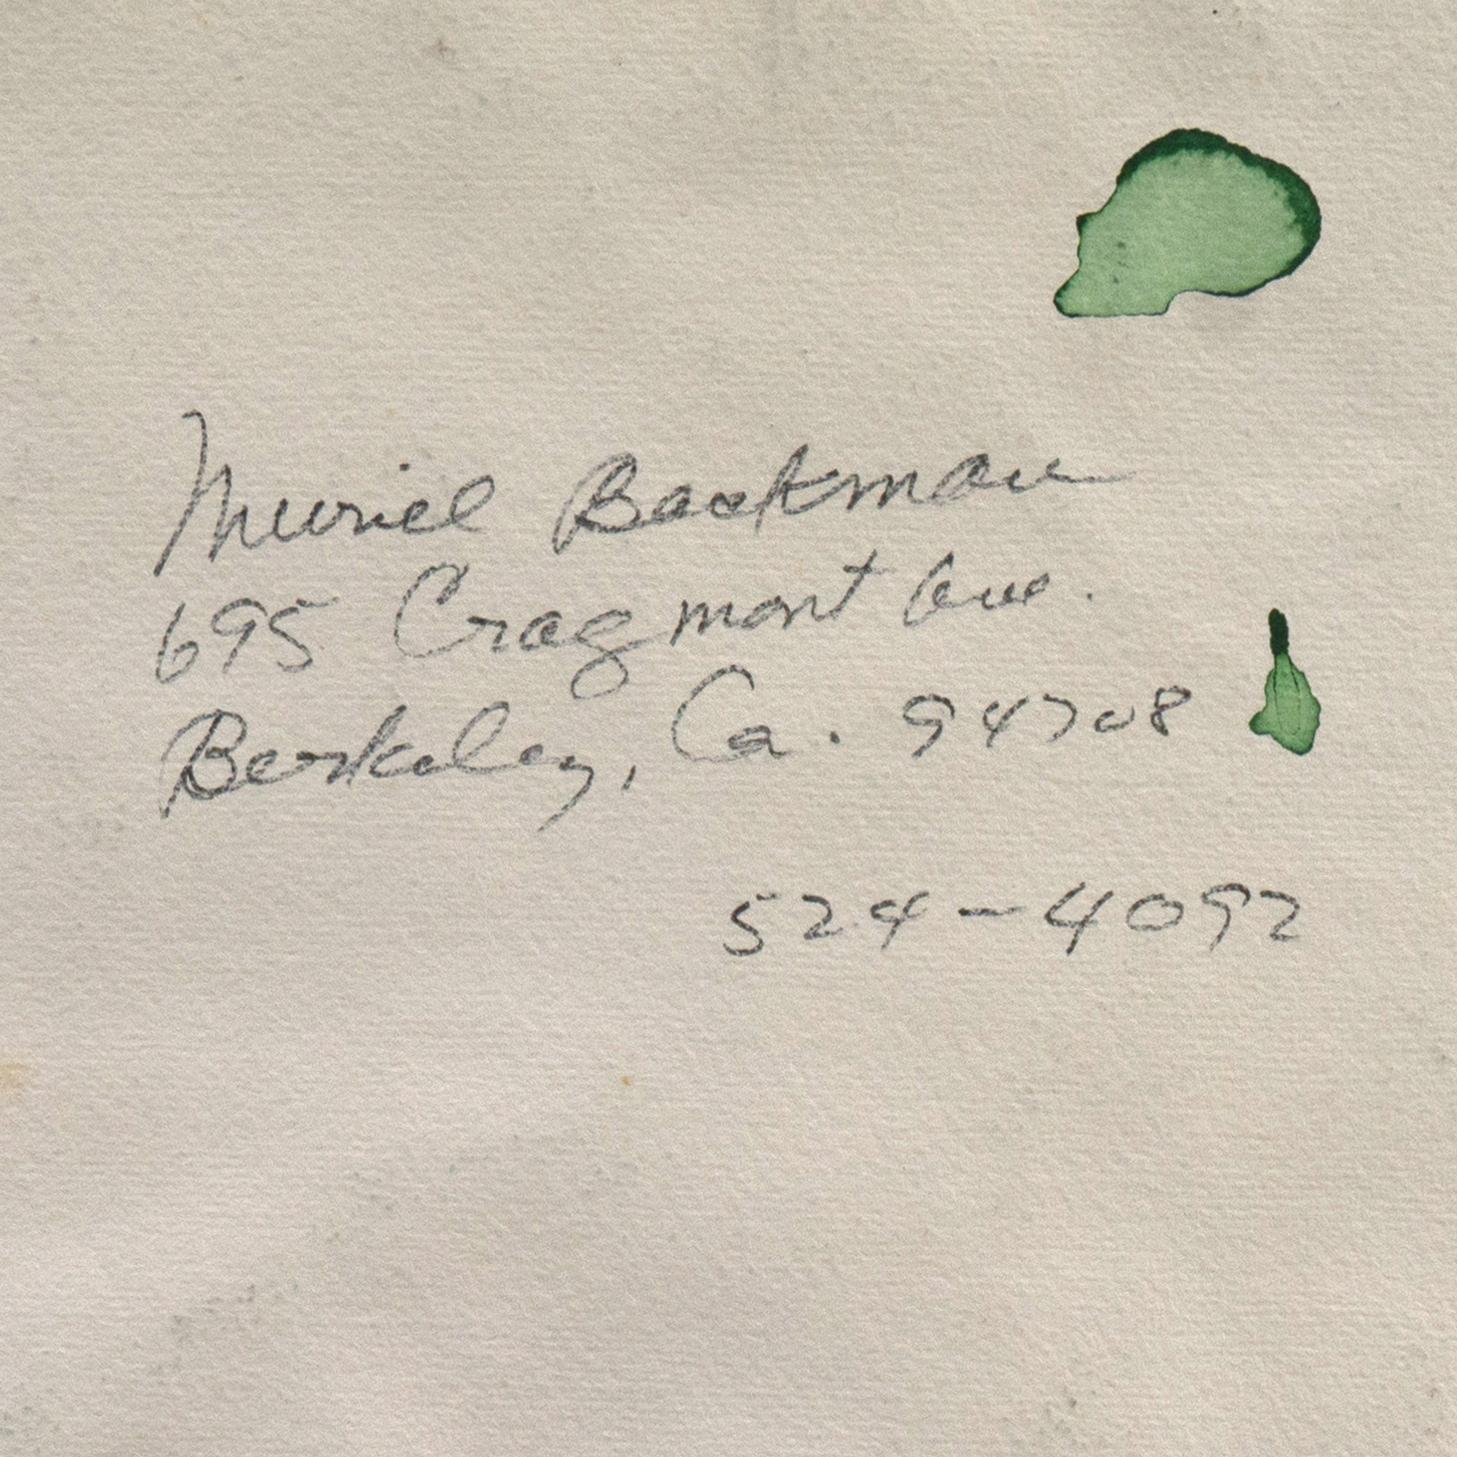 Muriel Backman
695 Cragmont Ave.
Berkeley, Ca. 94708
524-4092